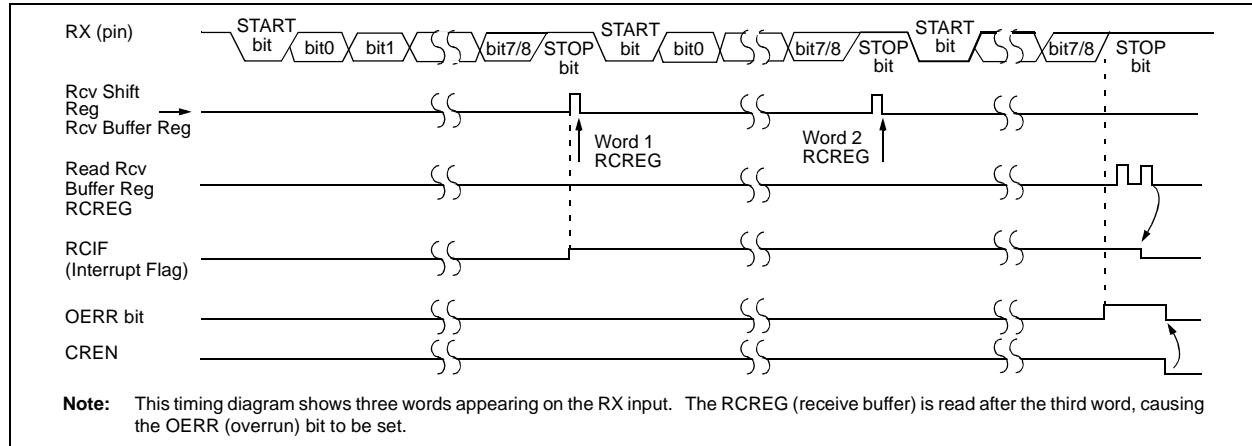 RX (pin)
START
bit
bit0
bit1
bit7/8
STOP
bit
START
bit
bit0
bit7/8
STOP
bit
START
bit
bit7/8
STOP
bit
Rcv Shift
Reg
Rcv Buffer Reg
Word 1
RCREG
Word 2
RCREG
Read Rcv
Buffer Reg
RCREG
RCIF
(Interrupt Flag)
OERR bit
CREN
Note: This timing diagram shows three words appearing on the RX input. The RCREG (receive buffer) is read after the third word, causing
the OERR (overrun) bit to be set.